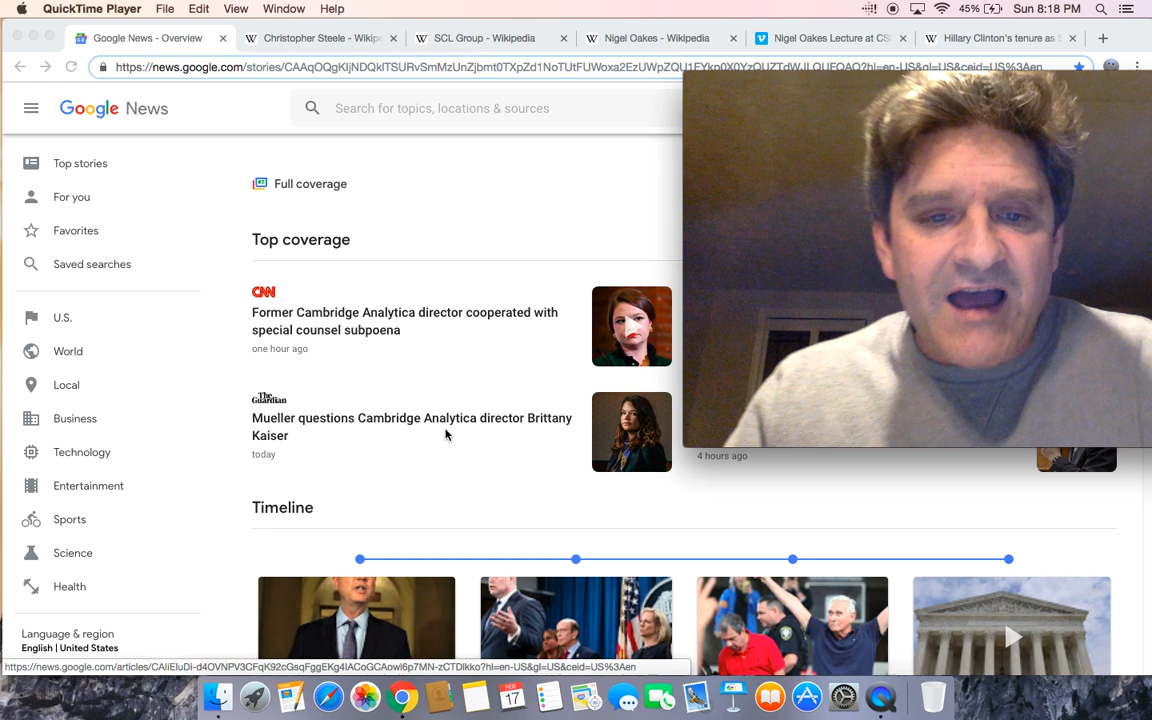 QuickTime Player File Edit View Window Help 45% Sun 8:18 PM
Google News - Overview
Christopher Steele - Wikipe
SCL Group - Wikipedia
Nigel Oakes - Wikipedia
Nigel Oakes Lecture at CS
Hillary Clinton's tenure as S
Google News
Search for topics, locations & sources
Top stories
For you
Favorites
Saved searches
U.S.
World
Local
Business
Technology
Entertainment
Sports
Science
Health
Language & region
English | United States
Full coverage
Top coverage
CNN
Former Cambridge Analytica director cooperated with
special counsel subpoena
one hour ago
The
Guardian
Mueller questions Cambridge Analytica director Brittany
Kaiser
today
4 hours ago
Timeline
FEB
17